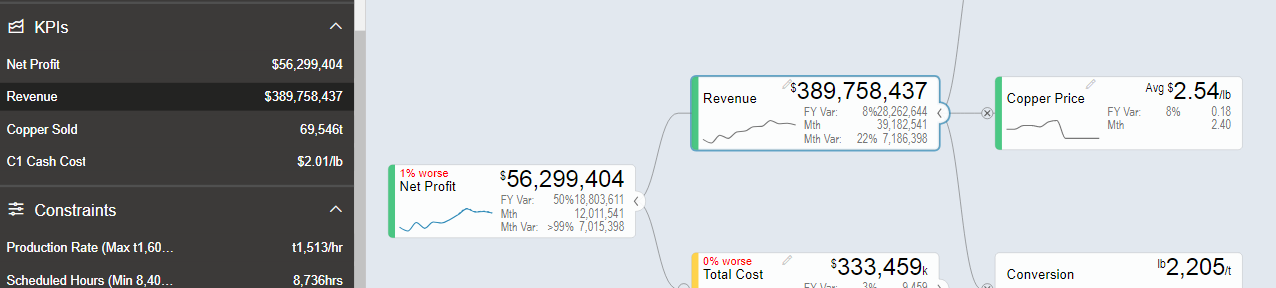 KPIs
Net Profit $56,299,404
Revenue $389,758,437
Copper Sold 69,546t
C1 Cash Cost $2.01/lb
Constraints
Production Rate (Max t1,60... t1,513/hr
Scheduled Hours (Min 8,40... 8,736hrs
Revenue $389,758,437
FY Var: 8% 28,262,644
Mth 39,182,541
Mth Var: 22% 7,186,398
Copper Price Avg $2.54/lb
FY Var: 8% 0.18
Mth 2.40
1% worse
Net Profit $56,299,404
FY Var: 50% 18,803,611
Mth 12,011,541
Mth Var: >99% 7,015,398
0% worse
Total Cost $333,459k
FY Var: 3% 9,459
Conversion lb2,205/t